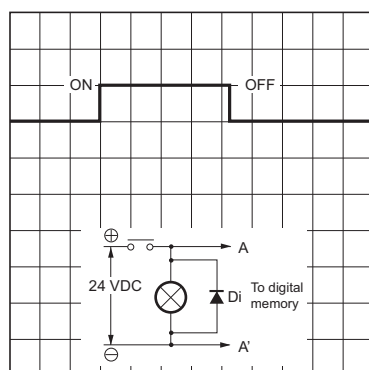 ON
OFF
⊕
A
24 VDC
Di
To digital
memory
⊖
A'